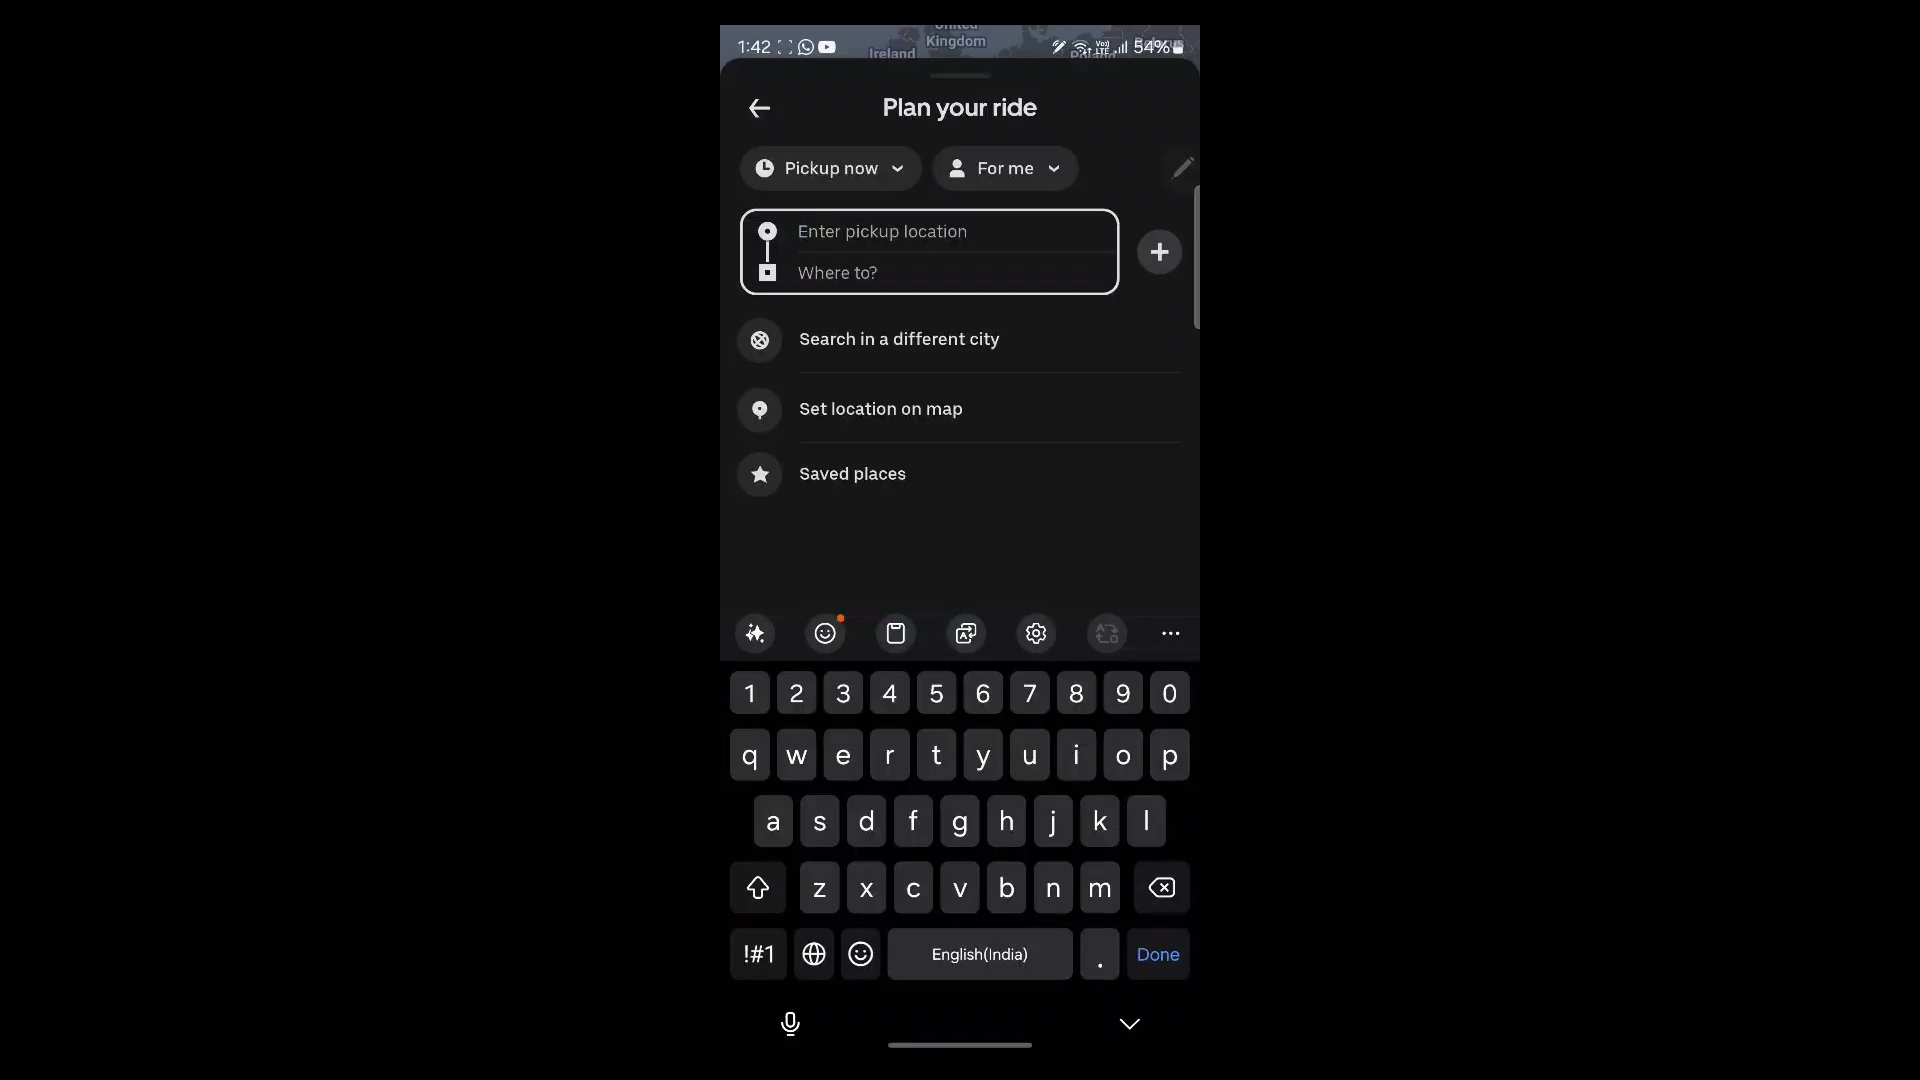 United
Kingdom
Ireland
1:42
Vo)
LTE
54%
Plan your ride
Pickup now
For me
Enter pickup location
Where to?
Search in a different city
Set location on map
Saved places
1 2 3 4 5 6 7 8 9 0
q w e r t y u i o p
a s d f g h j k l
z x c v b n m
!#1
English(India)
.
Done